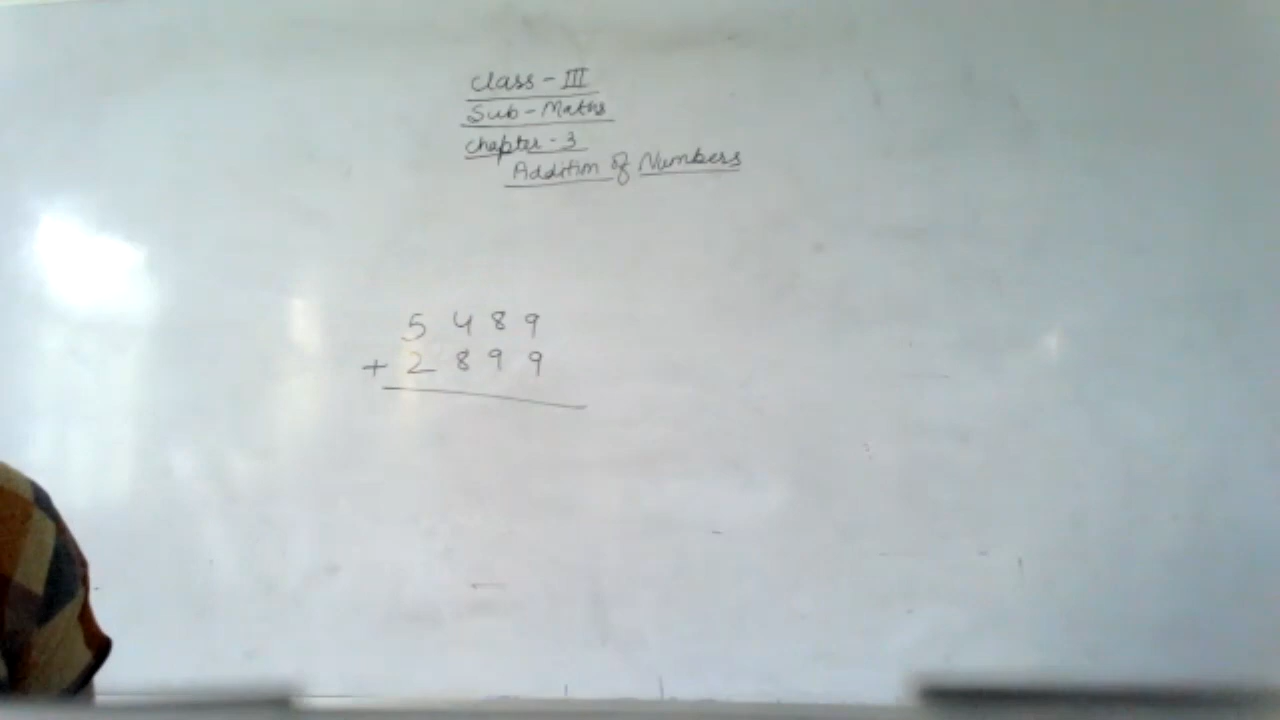 Class - III
Sub - Maths
Chapter - 3
Addition of Numbers
5 4 8 9
+ 2 8 9 9